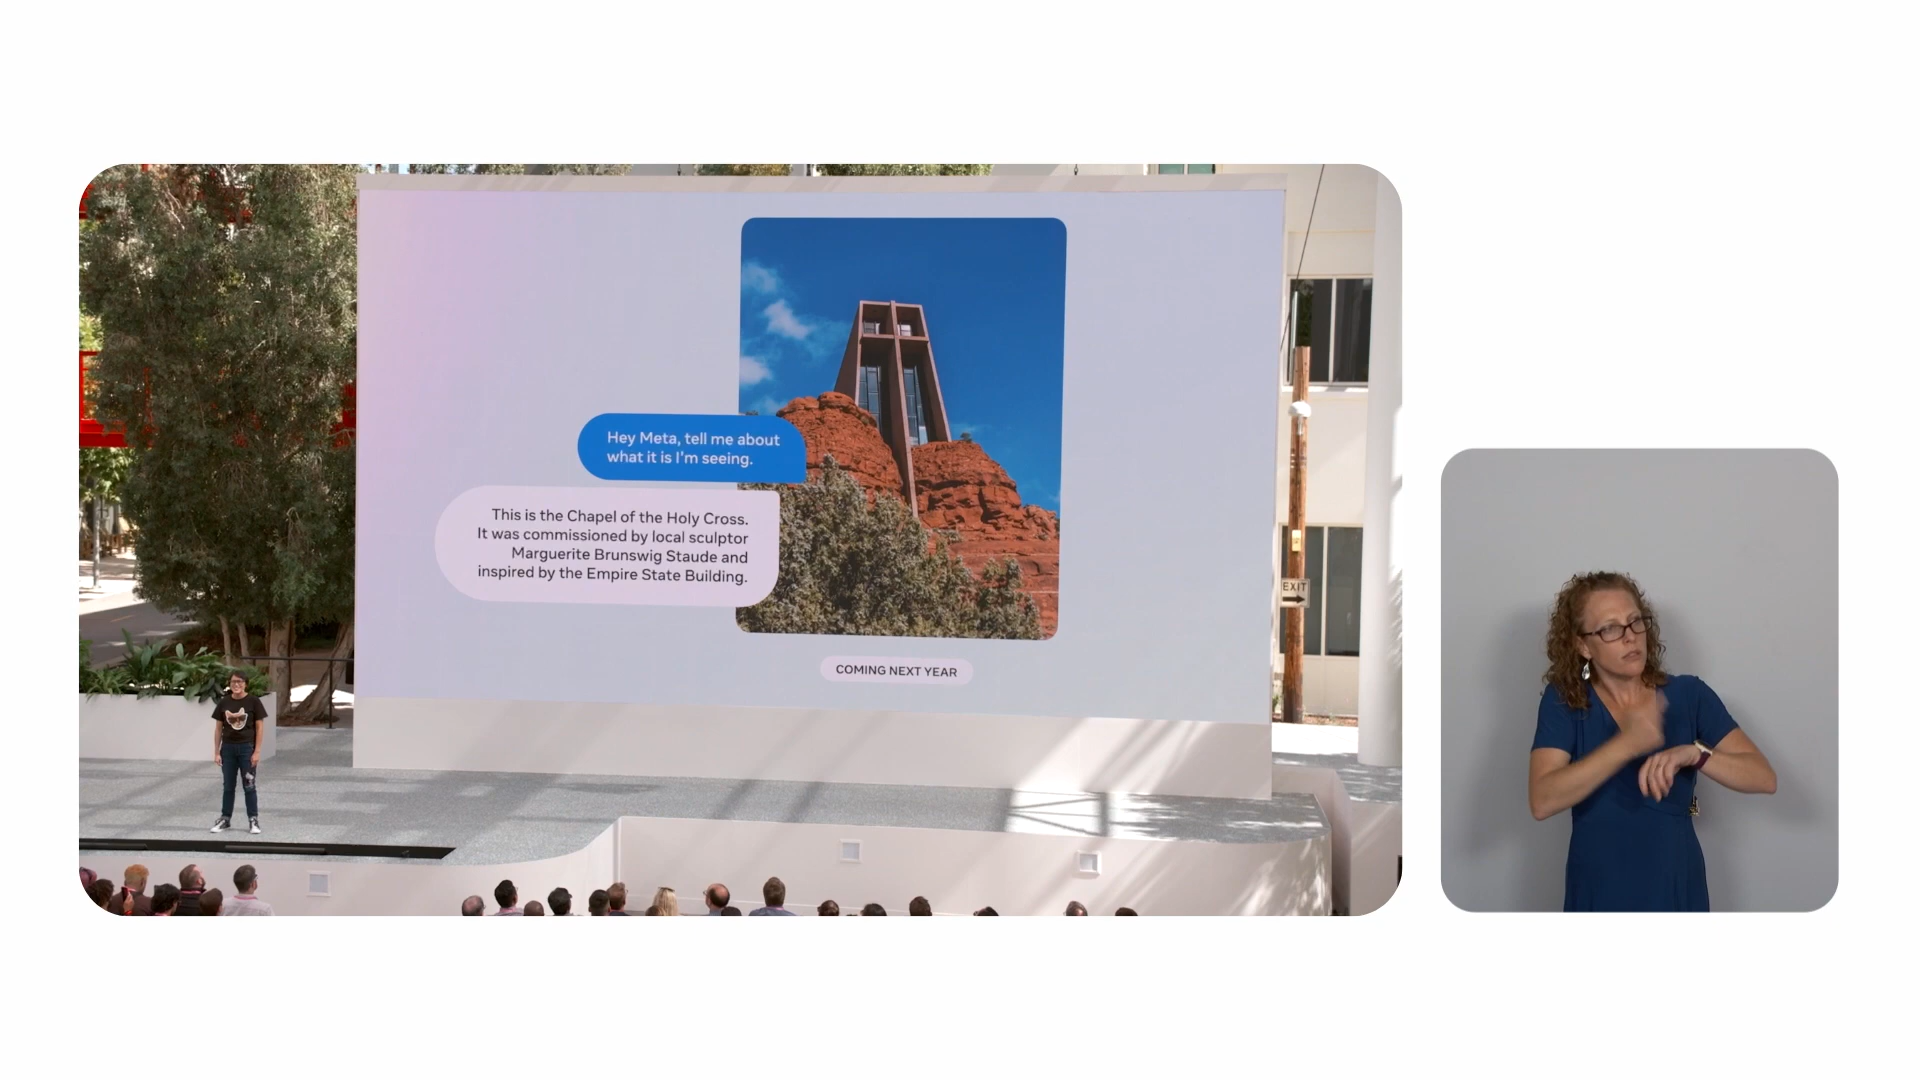 Hey Meta, tell me about
what it is I'm seeing.
This is the Chapel of the Holy Cross.
It was commissioned by local sculptor
Marguerite Brunswig Staude and
inspired by the Empire State Building.
COMING NEXT YEAR
EXIT